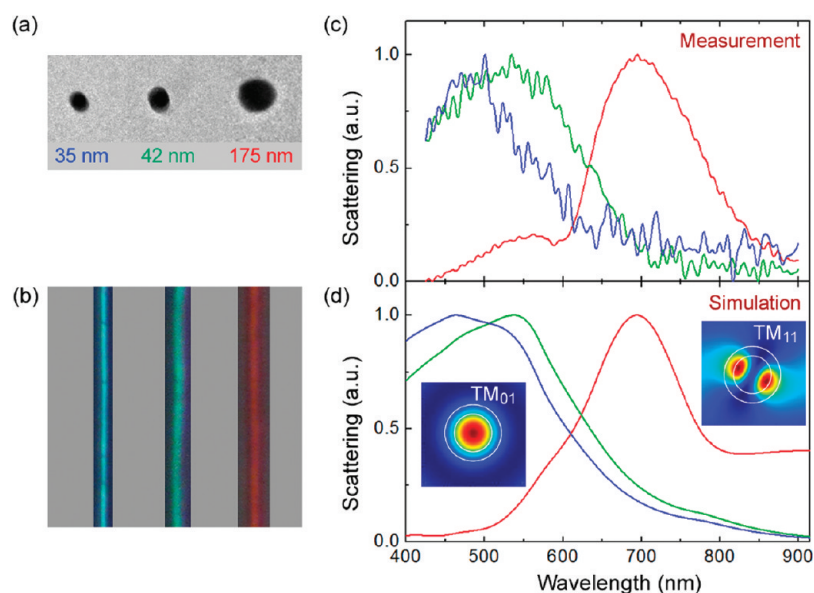 (a)
35 nm 42 nm 175 nm
(b)
(c)
Measurement
Scattering (a.u.)
1.0
0.5
0.0
(d)
Simulation
TM01
TM11
Scattering (a.u.)
1.0
0.5
0.0
400 500 600 700 800 900
Wavelength (nm)